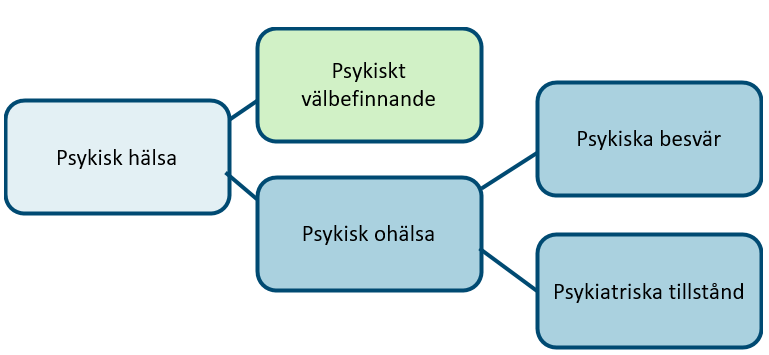 Psykisk hälsa
Psykiskt
välbefinnande
Psykisk ohälsa
Psykiska besvär
Psykiatriska tillstånd